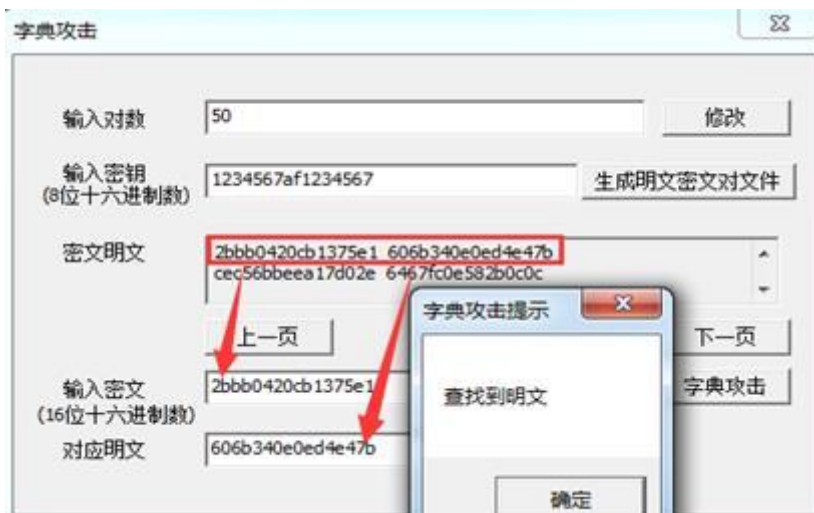 字典攻击
输入对数 50 修改
输入密钥 1234567af1234567 生成明文密文对文件
(8位十六进制数)
密文明文 2bbb0420cb1375e1 606b340e0ed4e47b
cec56bbeea17d02e 6467fc0e582b0c0c
字典攻击提示
上一页 下一页
输入密文 2bbb0420cb1375e1 查找到明文 字典攻击
(16位十六进制数)
对应明文 606b340e0ed4e47b
确定